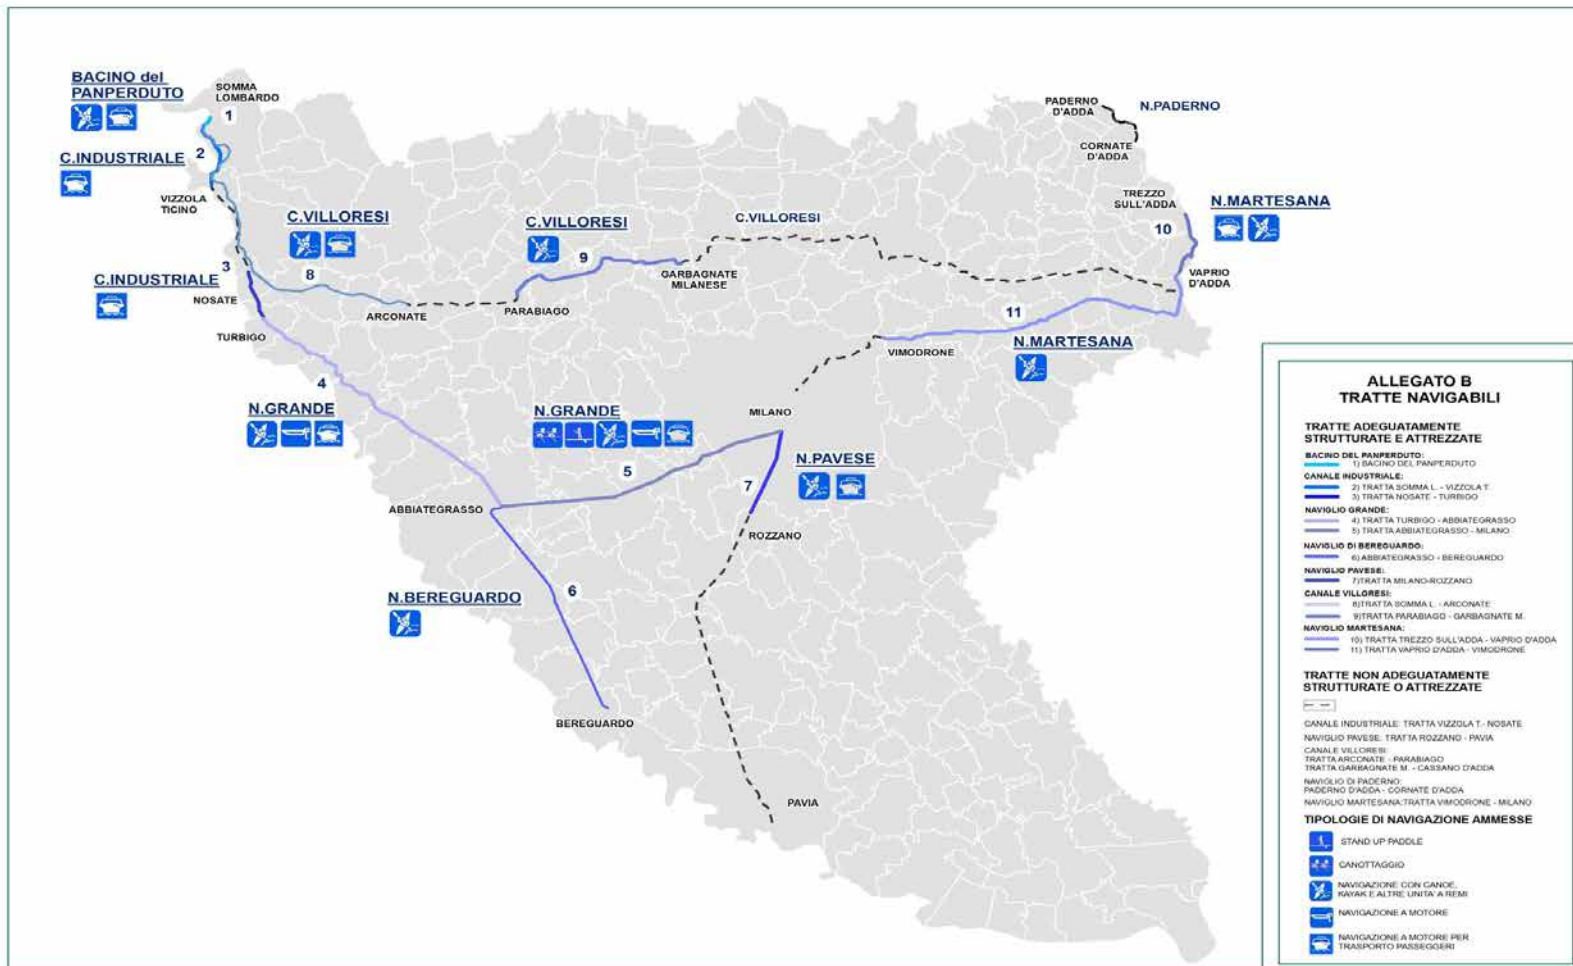 BACINO del
PANPERDUTO
SOMMA
LOMBARDO
1
2
C.INDUSTRIALE
VIZZOLA
TICINO
C.VILLORESI
3
8
C.INDUSTRIALE
NOSATE
TURBIGO
ARCONATE
C.VILLORESI
9
PARABIAGO
GARBAGNATE
MILANESE
C.VILLORESI
PADERNO
D'ADDA
N.PADERNO
CORNATE
D'ADDA
TREZZO
SULL'ADDA
10
N.MARTESANA
VAPRIO
D'ADDA
11
VIMODRONE
N.MARTESANA
4
N.GRANDE
N.GRANDE
MILANO
5
N.PAVESE
7
ABBIATEGRASSO
ROZZANO
6
N.BEREGUARDO
BEREGUARDO
PAVIA
ALLEGATO B
TRATTE NAVIGABILI
TRATTE ADEGUATAMENTE
STRUTTURATE E ATTREZZATE
BACINO DEL PANPERDUTO:
1) BACINO DEL PANPERDUTO
CANALE INDUSTRIALE:
2) TRATTA SOMMA L. - VIZZOLA T.
3) TRATTA NOSATE - TURBIGO
NAVIGLIO GRANDE:
4) TRATTA TURBIGO - ABBIATEGRASSO
5) TRATTA ABBIATEGRASSO - MILANO
NAVIGLIO DI BEREGUARDO:
6) ABBIATEGRASSO - BEREGUARDO
NAVIGLIO PAVESE:
7)TRATTA MILANO-ROZZANO
CANALE VILLORESI:
8)TRATTA SOMMA L. - ARCONATE
9)TRATTA PARABIAGO - GARBAGNATE M.
NAVIGLIO MARTESANA:
10) TRATTA TREZZO SULL'ADDA - VAPRIO D'ADDA
11) TRATTA VAPRIO D'ADDA - VIMODRONE
TRATTE NON ADEGUATAMENTE
STRUTTURATE O ATTREZZATE
CANALE INDUSTRIALE: TRATTA VIZZOLA T.- NOSATE
NAVIGLIO PAVESE: TRATTA ROZZANO - PAVIA
CANALE VILLORESI:
TRATTA ARCONATE - PARABIAGO
TRATTA GARBAGNATE M. - CASSANO D'ADDA
NAVIGLIO DI PADERNO:
PADERNO D'ADDA - CORNATE D'ADDA
NAVIGLIO MARTESANA:TRATTA VIMODRONE - MILANO
TIPOLOGIE DI NAVIGAZIONE AMMESSE
STAND UP PADDLE
CANOTTAGGIO
NAVIGAZIONE CON CANOE,
KAYAK E ALTRE UNITA' A REMI
NAVIGAZIONE A MOTORE
NAVIGAZIONE A MOTORE PER
TRASPORTO PASSEGGERI